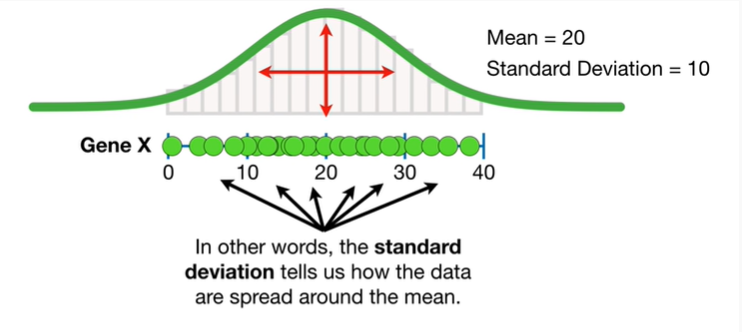 Mean = 20
Standard Deviation = 10
Gene X
0 10 20 30 40
In other words, the standard
deviation tells us how the data
are spread around the mean.